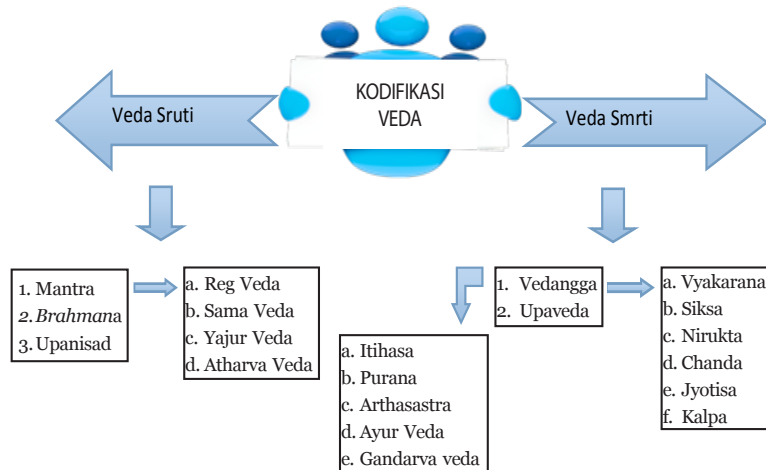 KODIFIKASI
VEDA
Veda Sruti
Veda Smrti
1. Mantra
2. Brahmana
3. Upanisad
a. Reg Veda
b. Sama Veda
c. Yajur Veda
d. Atharva Veda
1. Vedangga
2. Upaveda
a. Itihasa
b. Purana
c. Arthasastra
d. Ayur Veda
e. Gandarva veda
a. Vyakarana
b. Siksa
c. Nirukta
d. Chanda
e. Jyotisa
f. Kalpa